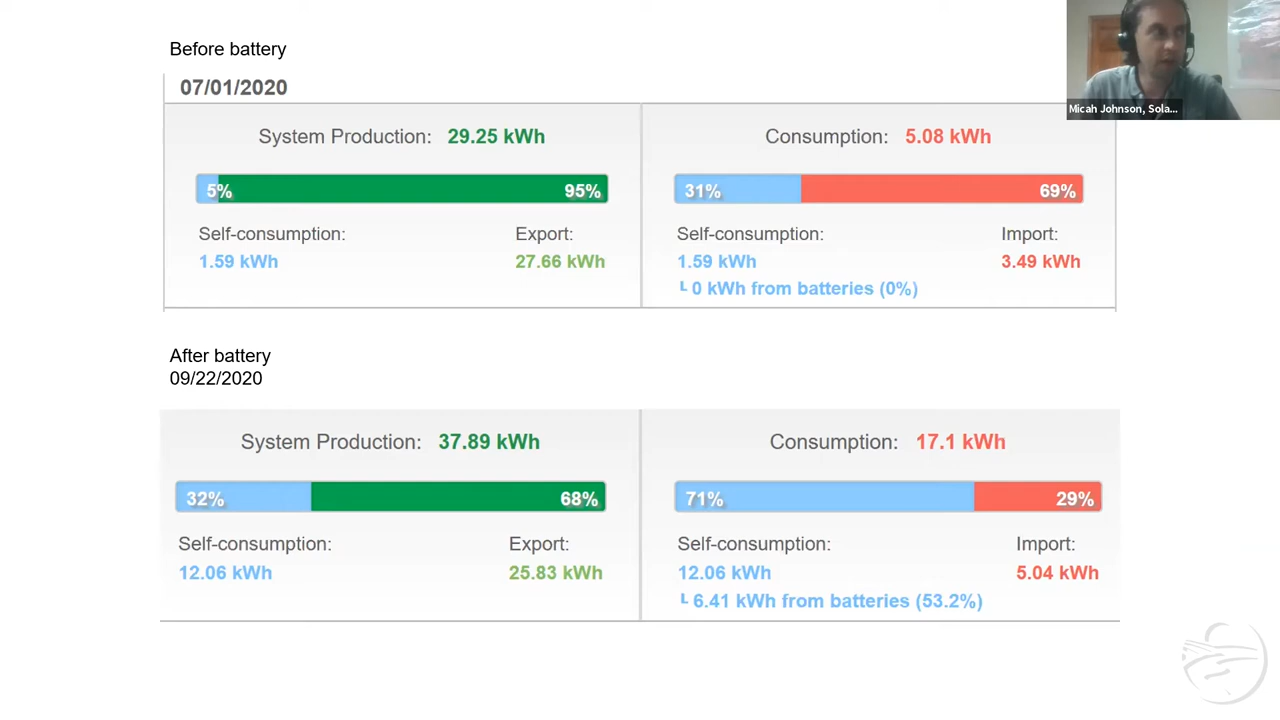 Before battery
07/01/2020
System Production: 29.25 kWh
5% 95%
Self-consumption: Export:
1.59 kWh 27.66 kWh
Consumption: 5.08 kWh
31% 69%
Self-consumption: Import:
1.59 kWh 3.49 kWh
┗ 0 kWh from batteries (0%)
After battery
09/22/2020
System Production: 37.89 kWh
32% 68%
Self-consumption: Export:
12.06 kWh 25.83 kWh
Consumption: 17.1 kWh
71% 29%
Self-consumption: Import:
12.06 kWh 5.04 kWh
┗ 6.41 kWh from batteries (53.2%)
Micah Johnson, Sola...